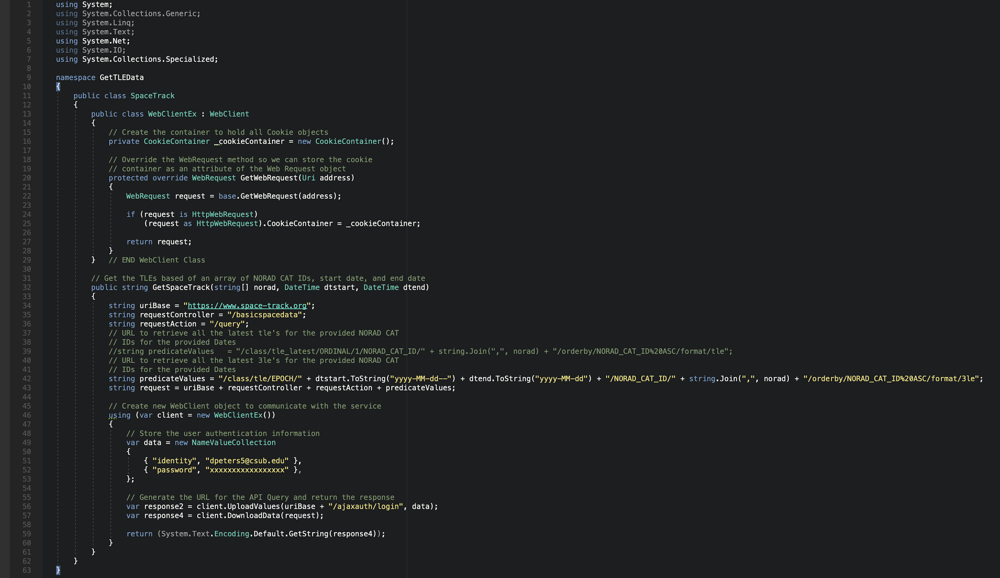 1 using System;
2 using System.Collections.Generic;
3 using System.Linq;
4 using System.Text;
5 using System.Net;
6 using System.IO;
7 using System.Collections.Specialized;
8
9 namespace GetTLEData
10 {
11     public class SpaceTrack
12     {
13         public class WebClientEx : WebClient
14         {
15             // Create the container to hold all Cookie objects
16             private CookieContainer _cookieContainer = new CookieContainer();
17
18             // Override the WebRequest method so we can store the cookie
19             // container as an attribute of the Web Request object
20             protected override WebRequest GetWebRequest(Uri address)
21             {
22                 WebRequest request = base.GetWebRequest(address);
23
24                 if (request is HttpWebRequest)
25                     (request as HttpWebRequest).CookieContainer = _cookieContainer;
26
27                 return request;
28             }
29         }   // END WebClient Class
30
31         // Get the TLEs based of an array of NORAD CAT IDs, start date, and end date
32         public string GetSpaceTrack(string[] norad, DateTime dtstart, DateTime dtend)
33         {
34             string uriBase = "https://www.space-track.org";
35             string requestController = "/basicspacedata";
36             string requestAction = "/query";
37             // URL to retrieve all the latest tle's for the provided NORAD CAT
38             // IDs for the provided Dates
39             //string predicateValues   = "/class/tle_latest/ORDINAL/1/NORAD_CAT_ID/" + string.Join(",", norad) + "/orderby/NORAD_CAT_ID%20ASC/format/tle";
40             // URL to retrieve all the latest 3le's for the provided NORAD CAT
41             // IDs for the provided Dates
42             string predicateValues = "/class/tle/EPOCH/" + dtstart.ToString("yyyy-MM-dd--") + dtend.ToString("yyyy-MM-dd") + "/NORAD_CAT_ID/" + string.Join(",", norad) + "/orderby/NORAD_CAT_ID%20ASC/format/3le";
43             string request = uriBase + requestController + requestAction + predicateValues;
44
45             // Create new WebClient object to communicate with the service
46             using (var client = new WebClientEx())
47             {
48                 // Store the user authentication information
49                 var data = new NameValueCollection
50                 {
51                     { "identity", "dpeters5@csub.edu" },
52                     { "password", "xxxxxxxxxxxxxxxxx" },
53                 };
54
55                 // Generate the URL for the API Query and return the response
56                 var response2 = client.UploadValues(uriBase + "/ajaxauth/login", data);
57                 var response4 = client.DownloadData(request);
58
59                 return (System.Text.Encoding.Default.GetString(response4));
60             }
61         }
62     }
63 }